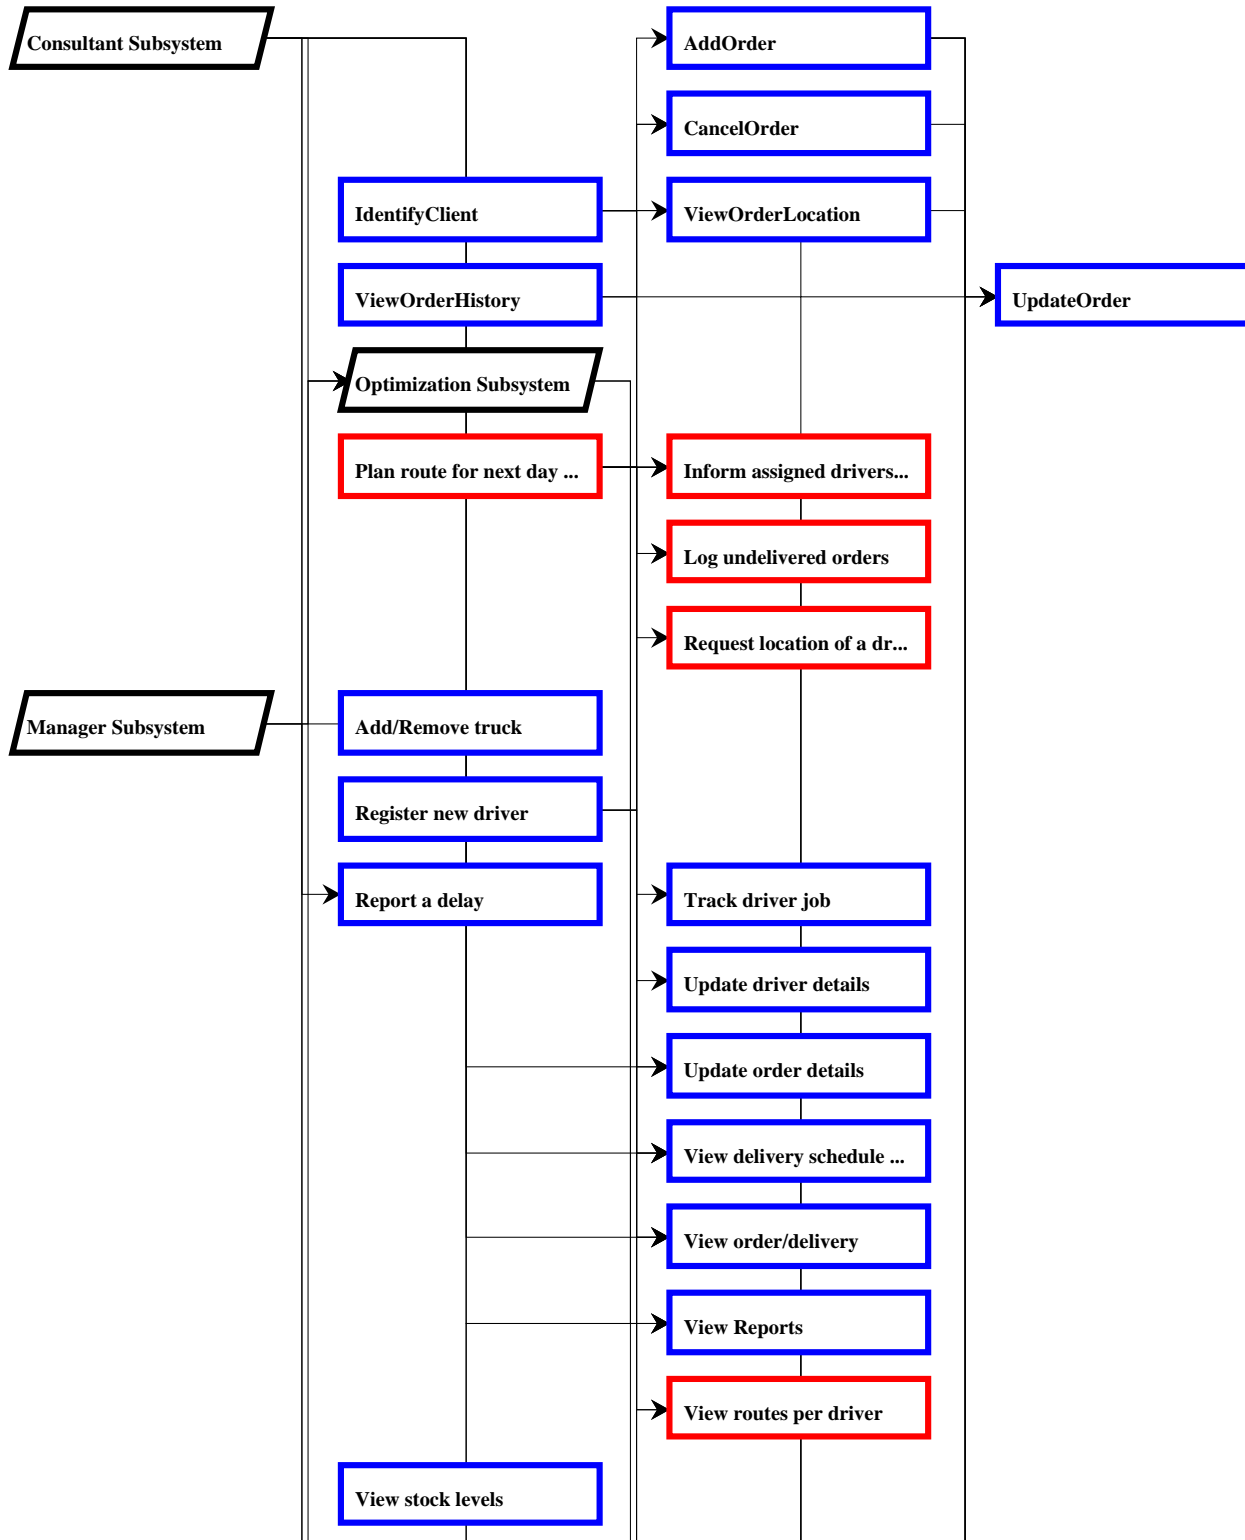 Consultant Subsystem
AddOrder
CancelOrder
IdentifyClient
ViewOrderLocation
ViewOrderHistory
UpdateOrder
Optimization Subsystem
Plan route for next day ...
Inform assigned drivers...
Log undelivered orders
Request location of a dr...
Manager Subsystem
Add/Remove truck
Register new driver
Report a delay
Track driver job
Update driver details
Update order details
View delivery schedule ...
View order/delivery
View Reports
View routes per driver
View stock levels